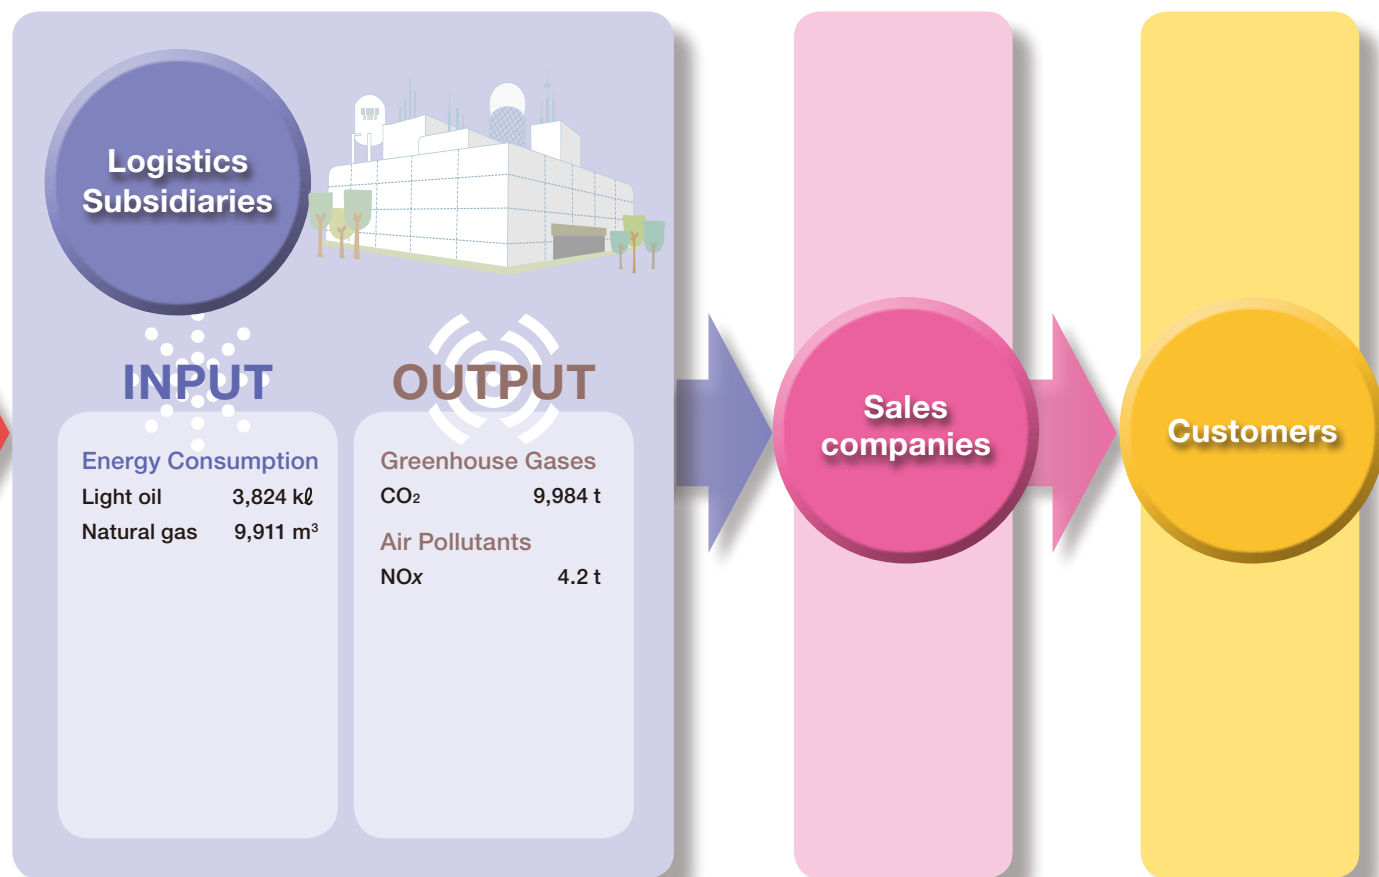 Logistics
Subsidiaries
INPUT
Energy Consumption
Light oil 3,824 kℓ
Natural gas 9,911 m³
OUTPUT
Greenhouse Gases
CO₂ 9,984 t
Air Pollutants
NOx 4.2 t
Sales
companies
Customers